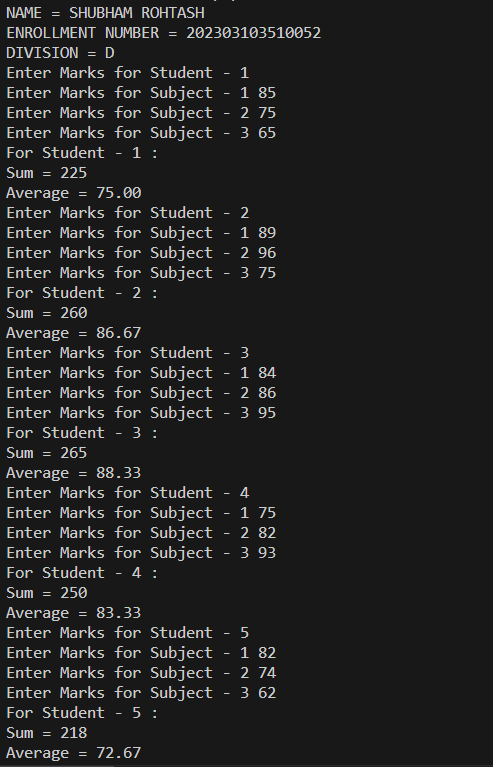 NAME = SHUBHAM ROHTASH
ENROLLMENT NUMBER = 202303103510052
DIVISION = D
Enter Marks for Student - 1
Enter Marks for Subject - 1 85
Enter Marks for Subject - 2 75
Enter Marks for Subject - 3 65
For Student - 1 :
Sum = 225
Average = 75.00
Enter Marks for Student - 2
Enter Marks for Subject - 1 89
Enter Marks for Subject - 2 96
Enter Marks for Subject - 3 75
For Student - 2 :
Sum = 260
Average = 86.67
Enter Marks for Student - 3
Enter Marks for Subject - 1 84
Enter Marks for Subject - 2 86
Enter Marks for Subject - 3 95
For Student - 3 :
Sum = 265
Average = 88.33
Enter Marks for Student - 4
Enter Marks for Subject - 1 75
Enter Marks for Subject - 2 82
Enter Marks for Subject - 3 93
For Student - 4 :
Sum = 250
Average = 83.33
Enter Marks for Student - 5
Enter Marks for Subject - 1 82
Enter Marks for Subject - 2 74
Enter Marks for Subject - 3 62
For Student - 5 :
Sum = 218
Average = 72.67